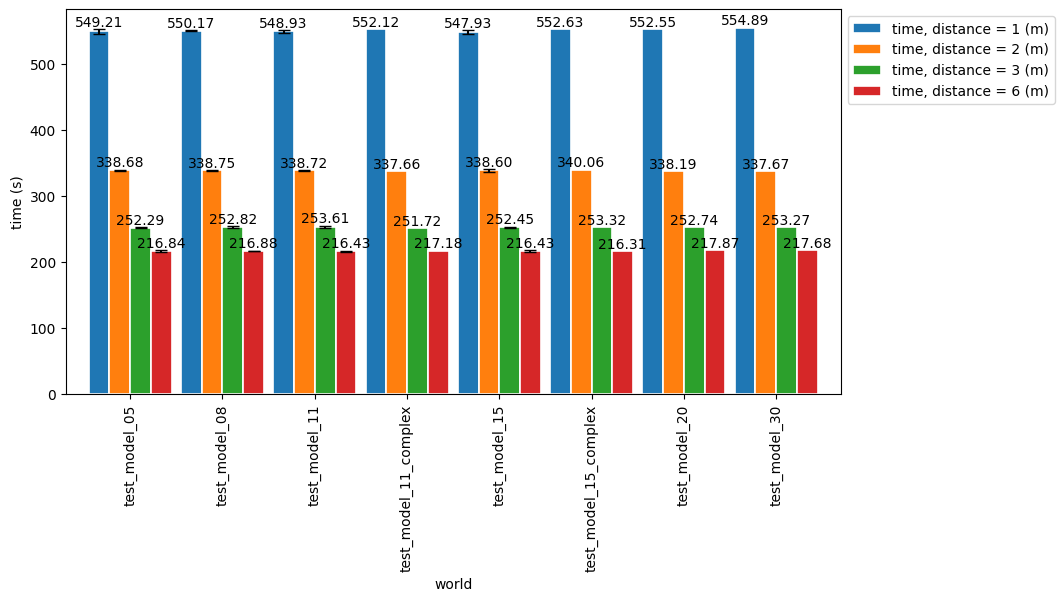 549.21 550.17 548.93 552.12 547.93 552.63 552.55 554.89
338.68 338.75 338.72 337.66 338.60 340.06 338.19 337.67
252.29 252.82 253.61 251.72 252.45 253.32 252.74 253.27
216.84 216.88 216.43 217.18 216.43 216.31 217.87 217.68
time, distance = 1 (m)
time, distance = 2 (m)
time, distance = 3 (m)
time, distance = 6 (m)
500
400
300
200
100
0
time (s)
test_model_05
test_model_08
test_model_11
test_model_11_complex
test_model_15
test_model_15_complex
test_model_20
test_model_30
world